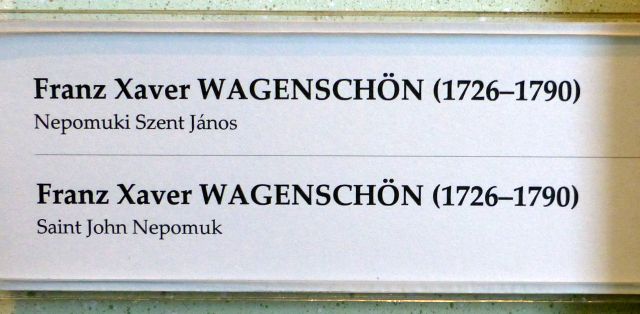 Franz Xaver WAGENSCHÖN (1726–1790)
Nepomuki Szent János
Franz Xaver WAGENSCHÖN (1726–1790)
Saint John Nepomuk